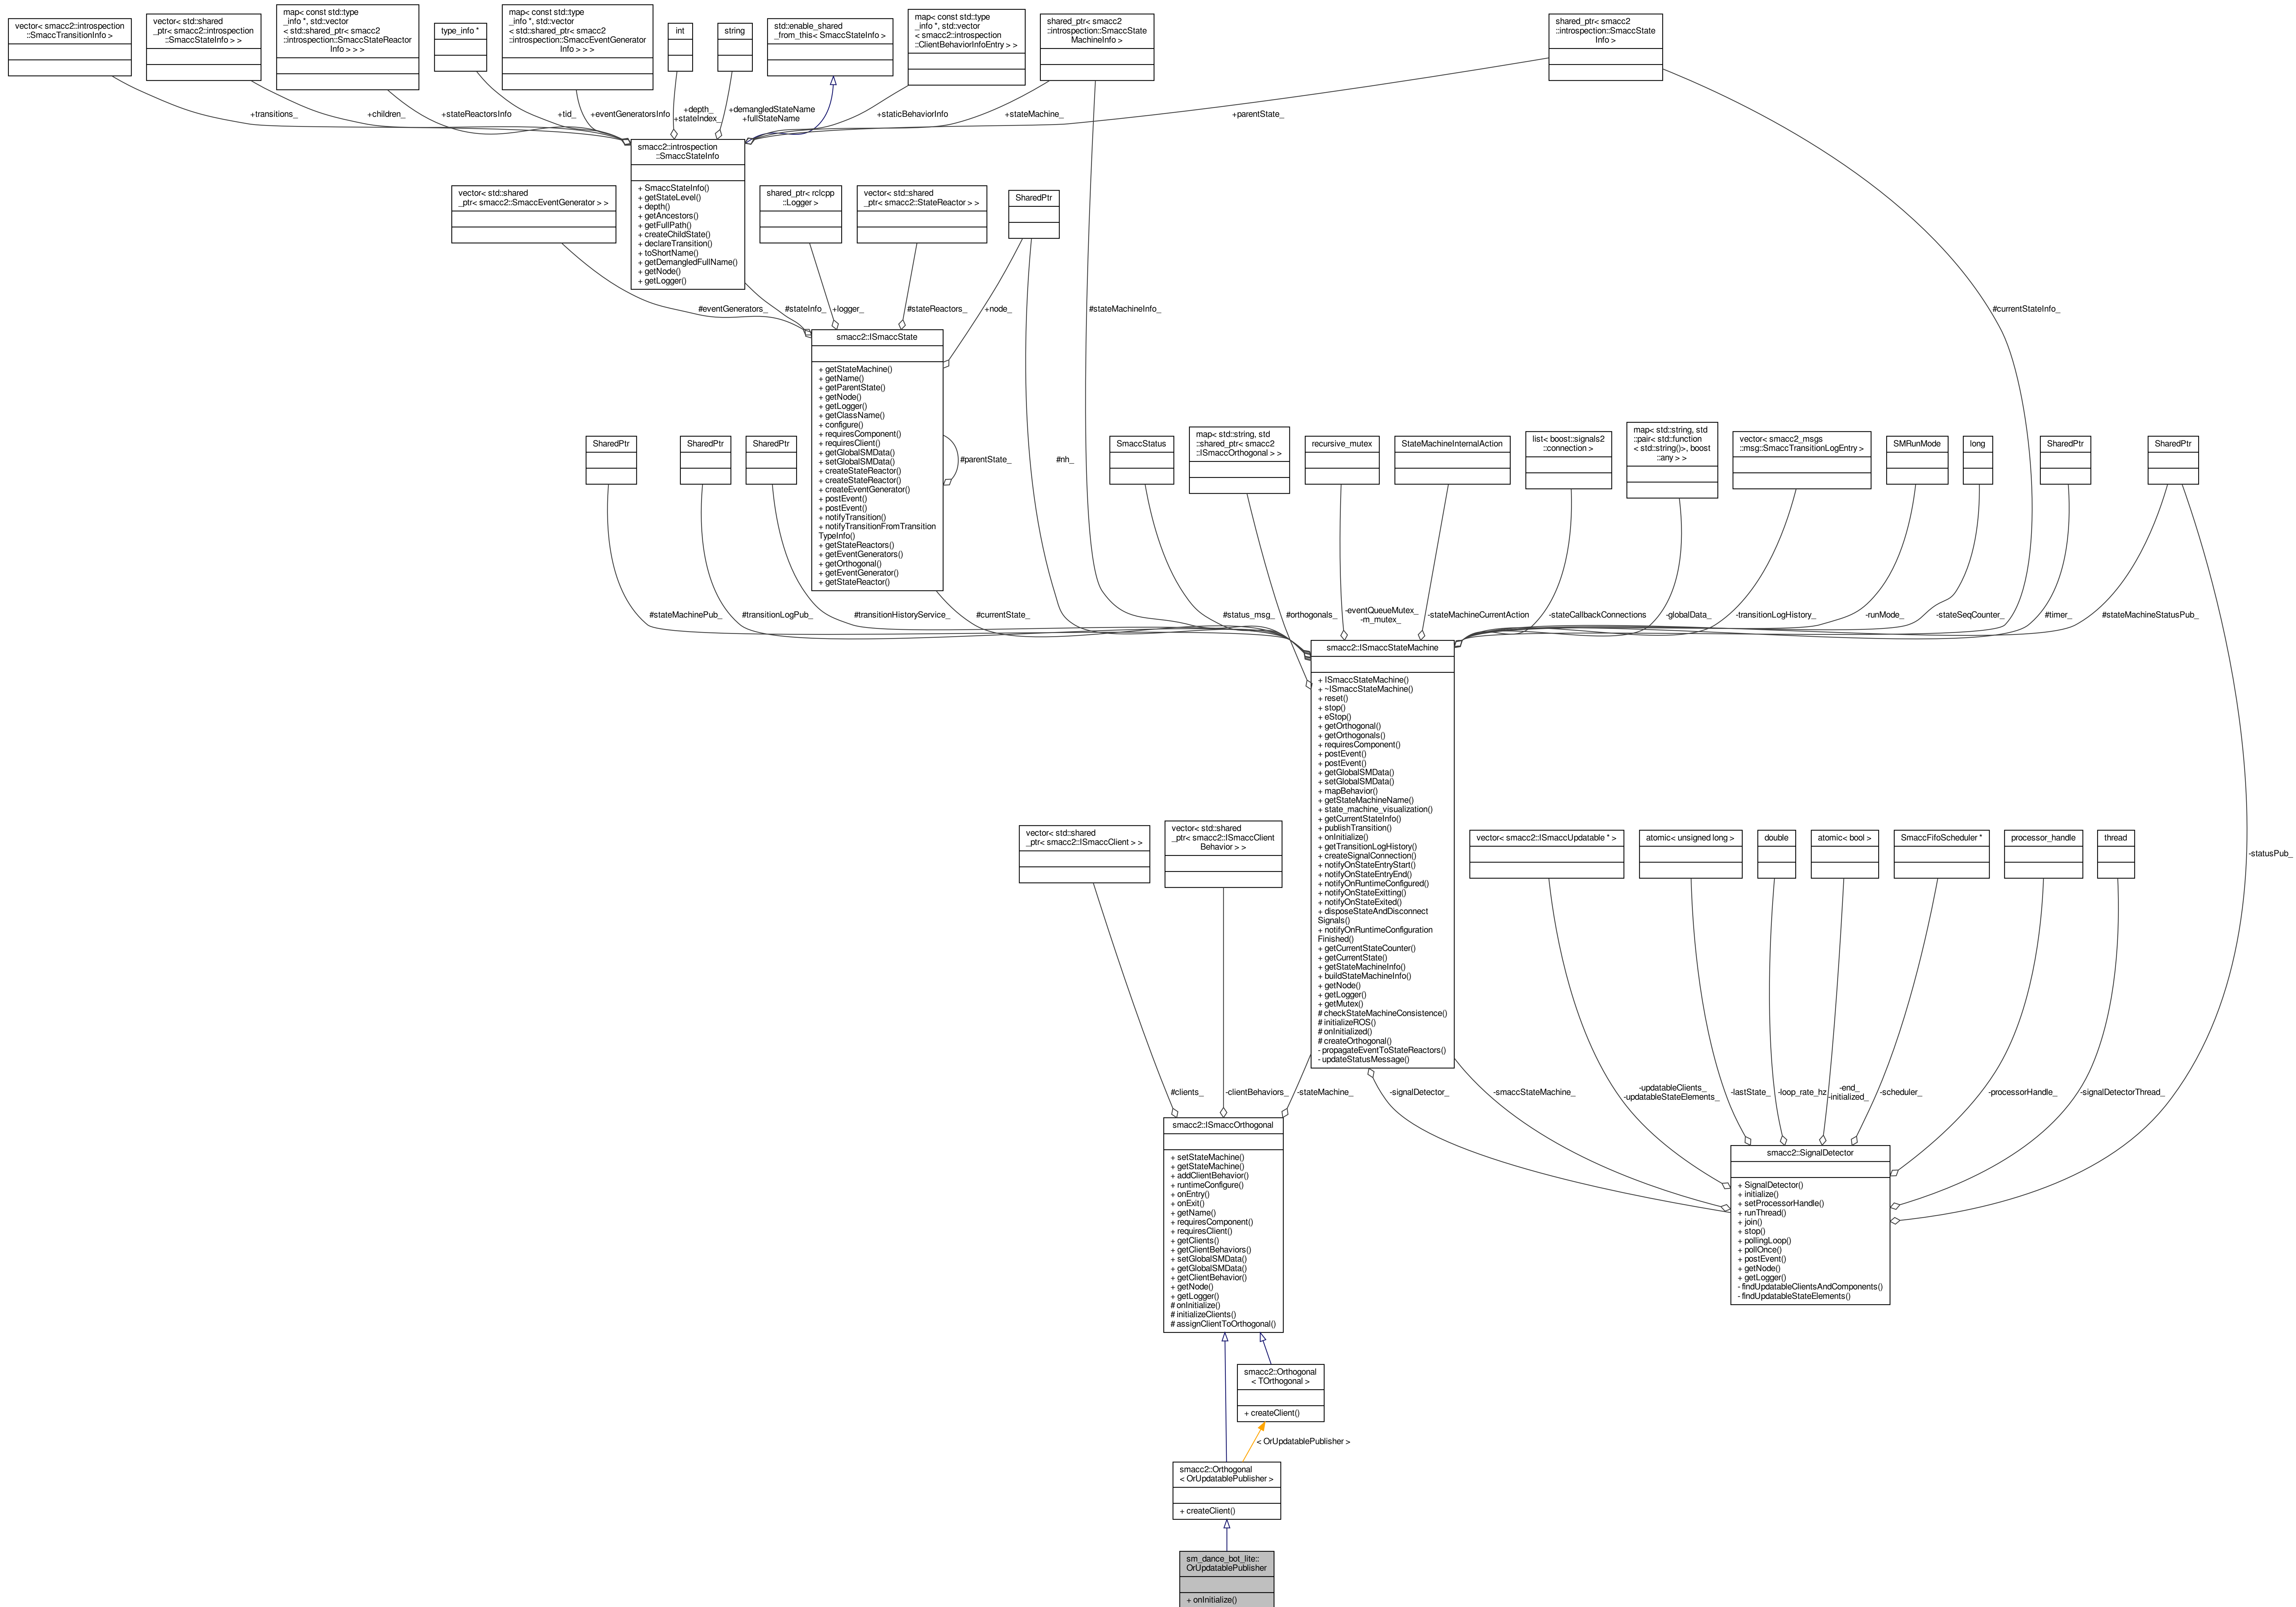 vector< smacc2::introspection
::SmaccTransitionInfo >
vector< std::shared
_ptr< smacc2::introspection
::SmaccStateInfo > >
map< const std::type
_info *, std::vector
< std::shared_ptr< smacc2
::introspection::SmaccStateReactor
Info > > >
type_info *
map< const std::type
_info *, std::vector
< std::shared_ptr< smacc2
::introspection::SmaccEventGenerator
Info > > >
int
string
std::enable_shared
_from_this< SmaccStateInfo >
map< const std::type
_info *, std::vector
< smacc2::introspection
::ClientBehaviorInfoEntry > >
shared_ptr< smacc2
::introspection::SmaccState
MachineInfo >
shared_ptr< smacc2
::introspection::SmaccState
Info >
+transitions_
+children_
+stateReactorsInfo
+tid_
+eventGeneratorsInfo
+depth_
+stateIndex_
+demangledStateName
+fullStateName
+staticBehaviorInfo
+stateMachine_
+parentState_
smacc2::introspection
::SmaccStateInfo
+ SmaccStateInfo()
+ getStateLevel()
+ depth()
+ getAncestors()
+ getFullPath()
+ createChildState()
+ declareTransition()
+ toShortName()
+ getDemangledFullName()
+ getNode()
+ getLogger()
vector< std::shared
_ptr< smacc2::SmaccEventGenerator > >
shared_ptr< rclcpp
::Logger >
vector< std::shared
_ptr< smacc2::StateReactor > >
SharedPtr
#eventGenerators_
#stateInfo_
+logger_
#stateReactors_
+node_
#stateMachineInfo_
#currentStateInfo_
smacc2::ISmaccState
+ getStateMachine()
+ getName()
+ getParentState()
+ getNode()
+ getLogger()
+ getClassName()
+ configure()
+ requiresComponent()
+ requiresClient()
+ getGlobalSMData()
+ setGlobalSMData()
+ createStateReactor()
+ createStateReactor()
+ createEventGenerator()
+ postEvent()
+ postEvent()
+ notifyTransition()
+ notifyTransitionFromTransition
TypeInfo()
+ getStateReactors()
+ getEventGenerators()
+ getOrthogonal()
+ getEventGenerator()
+ getStateReactor()
#parentState_
#nh_
SharedPtr
SharedPtr
SharedPtr
SmaccStatus
map< std::string, std
::shared_ptr< smacc2
::ISmaccOrthogonal > >
recursive_mutex
StateMachineInternalAction
list< boost::signals2
::connection >
map< std::string, std
::pair< std::function
< std::string()>, boost
::any > >
vector< smacc2_msgs
::msg::SmaccTransitionLogEntry >
SMRunMode
long
SharedPtr
SharedPtr
#stateMachinePub_
#transitionLogPub_
#transitionHistoryService_
#currentState_
#status_msg_
#orthogonals_
-eventQueueMutex_
-m_mutex_
-stateMachineCurrentAction
-stateCallbackConnections
-globalData_
-transitionLogHistory_
-runMode_
-stateSeqCounter_
#timer_
#stateMachineStatusPub_
smacc2::ISmaccStateMachine
+ ISmaccStateMachine()
+ ~ISmaccStateMachine()
+ reset()
+ stop()
+ eStop()
+ getOrthogonal()
+ getOrthogonals()
+ requiresComponent()
+ postEvent()
+ postEvent()
+ getGlobalSMData()
+ setGlobalSMData()
+ mapBehavior()
+ getStateMachineName()
+ state_machine_visualization()
+ getCurrentStateInfo()
+ publishTransition()
+ onInitialize()
+ getTransitionLogHistory()
+ createSignalConnection()
+ notifyOnStateEntryStart()
+ notifyOnStateEntryEnd()
+ notifyOnRuntimeConfigured()
+ notifyOnStateExitting()
+ notifyOnStateExited()
+ disposeStateAndDisconnect
Signals()
+ notifyOnRuntimeConfiguration
Finished()
+ getCurrentStateCounter()
+ getCurrentState()
+ getStateMachineInfo()
+ buildStateMachineInfo()
+ getNode()
+ getLogger()
+ getMutex()
# checkStateMachineConsistence()
# initializeROS()
# onInitialized()
# createOrthogonal()
- propagateEventToStateReactors()
- updateStatusMessage()
vector< std::shared
_ptr< smacc2::ISmaccClient > >
vector< std::shared
_ptr< smacc2::ISmaccClient
Behavior > >
vector< smacc2::ISmaccUpdatable * >
atomic< unsigned long >
double
atomic< bool >
SmaccFifoScheduler *
processor_handle
thread
-statusPub_
#clients_
-clientBehaviors_
-stateMachine_
-signalDetector_
-smaccStateMachine_
-updatableClients_
-updatableStateElements_
-lastState_
-loop_rate_hz
-end_
-initialized_
-scheduler_
-processorHandle_
-signalDetectorThread_
smacc2::ISmaccOrthogonal
+ setStateMachine()
+ getStateMachine()
+ addClientBehavior()
+ runtimeConfigure()
+ onEntry()
+ onExit()
+ getName()
+ requiresComponent()
+ requiresClient()
+ getClients()
+ getClientBehaviors()
+ setGlobalSMData()
+ getGlobalSMData()
+ getClientBehavior()
+ getNode()
+ getLogger()
# onInitialize()
# initializeClients()
# assignClientToOrthogonal()
smacc2::SignalDetector
+ SignalDetector()
+ initialize()
+ setProcessorHandle()
+ runThread()
+ join()
+ stop()
+ pollingLoop()
+ pollOnce()
+ postEvent()
+ getNode()
+ getLogger()
- findUpdatableClientsAndComponents()
- findUpdatableStateElements()
smacc2::Orthogonal
< TOrthogonal >
+ createClient()
< OrUpdatablePublisher >
smacc2::Orthogonal
< OrUpdatablePublisher >
+ createClient()
sm_dance_bot_lite::
OrUpdatablePublisher
+ onInitialize()